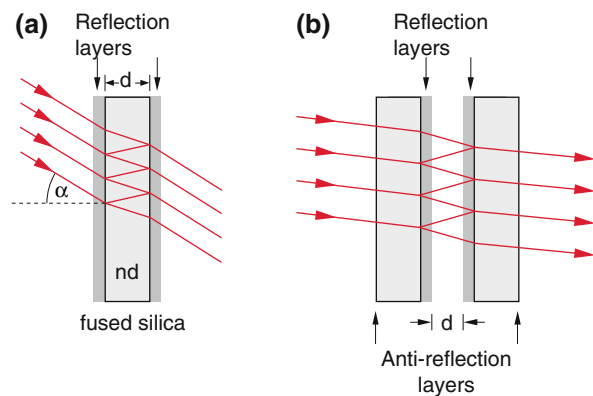 (a)
Reflection
layers
d
α
nd
fused silica
(b)
Reflection
layers
d
Anti-reflection
layers